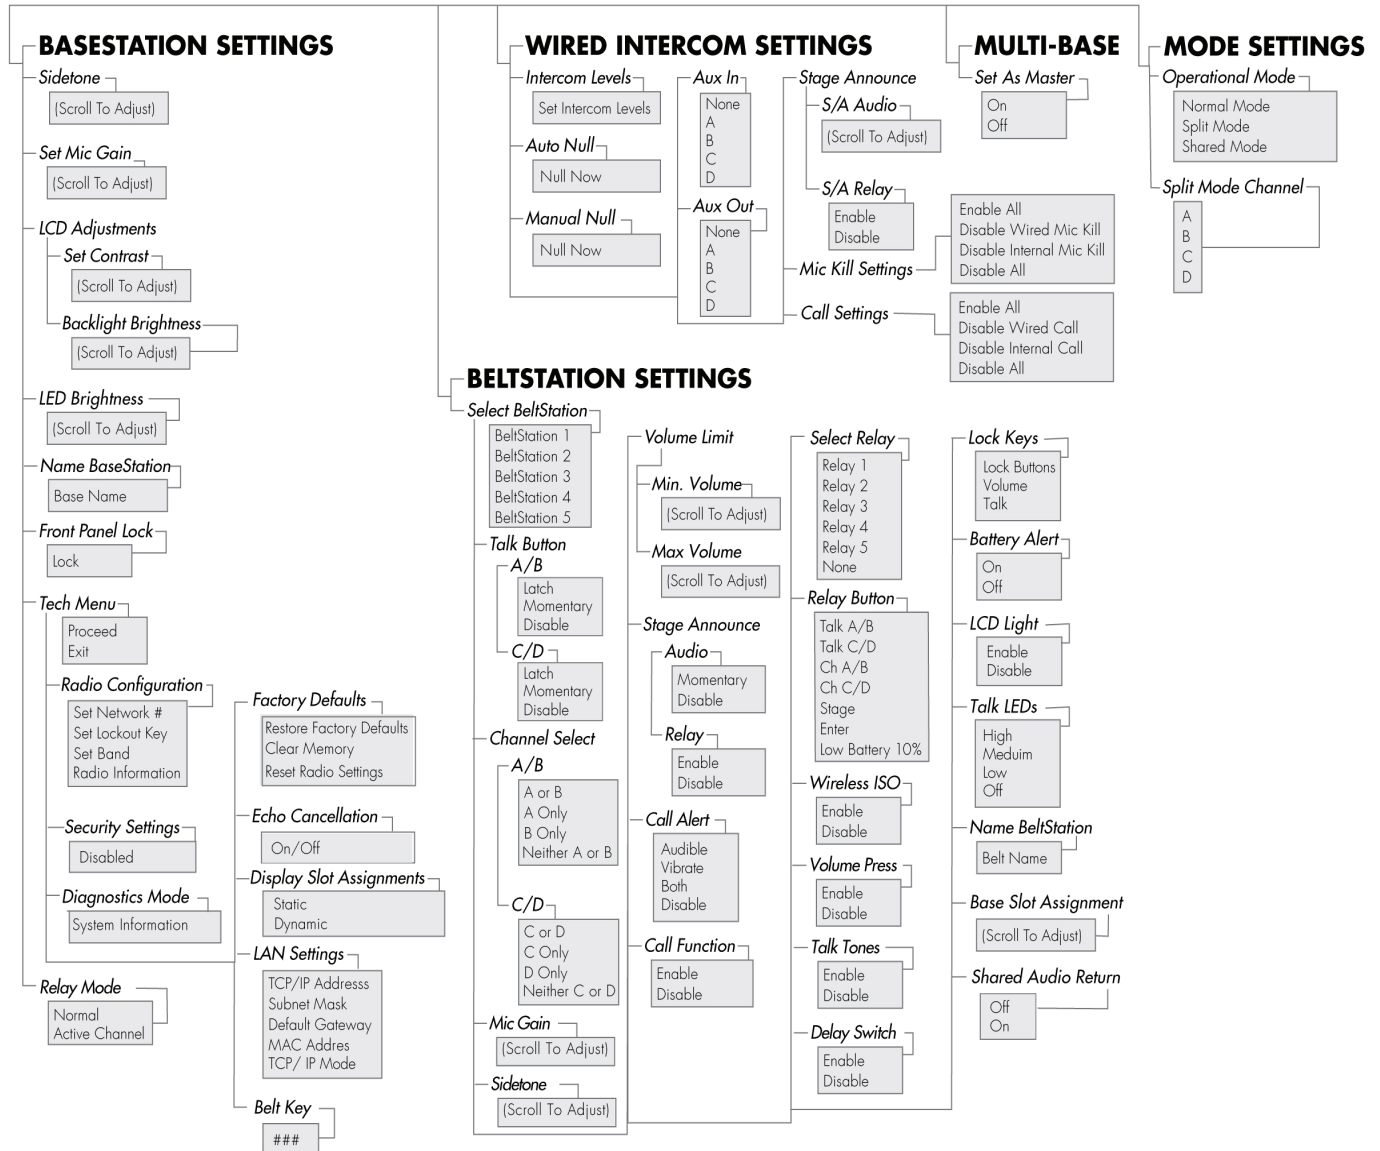 BASESTATION SETTINGS
Sidetone
(Scroll To Adjust)
Set Mic Gain
(Scroll To Adjust)
LCD Adjustments
Set Contrast
(Scroll To Adjust)
Backlight Brightness
(Scroll To Adjust)
LED Brightness
(Scroll To Adjust)
Name BaseStation
Base Name
Front Panel Lock
Lock
Tech Menu
Proceed
Exit
Radio Configuration
Set Network #
Set Lockout Key
Set Band
Radio Information
Security Settings
Disabled
Diagnostics Mode
System Information
Factory Defaults
Restore Factory Defaults
Clear Memory
Reset Radio Settings
Echo Cancellation
On/Off
Display Slot Assignments
Static
Dynamic
LAN Settings
TCP/IP Addresss
Subnet Mask
Default Gateway
MAC Addres
TCP/ IP Mode
Belt Key
###
Relay Mode
Normal
Active Channel
WIRED INTERCOM SETTINGS
Intercom Levels
Set Intercom Levels
Auto Null
Null Now
Manual Null
Null Now
Aux In
None
A
B
C
D
Aux Out
None
A
B
C
D
Stage Announce
S/A Audio
(Scroll To Adjust)
S/A Relay
Enable
Disable
Mic Kill Settings
Enable All
Disable Wired Mic Kill
Disable Internal Mic Kill
Disable All
Call Settings
Enable All
Disable Wired Call
Disable Internal Call
Disable All
MULTI-BASE
Set As Master
On
Off
MODE SETTINGS
Operational Mode
Normal Mode
Split Mode
Shared Mode
Split Mode Channel
A
B
C
D
BELTSTATION SETTINGS
Select BeltStation
BeltStation 1
BeltStation 2
BeltStation 3
BeltStation 4
BeltStation 5
Talk Button
A/B
Latch
Momentary
Disable
C/D
Latch
Momentary
Disable
Channel Select
A/B
A or B
A Only
B Only
Neither A or B
C/D
C or D
C Only
D Only
Neither C or D
Mic Gain
(Scroll To Adjust)
Sidetone
(Scroll To Adjust)
Volume Limit
Min. Volume
(Scroll To Adjust)
Max Volume
(Scroll To Adjust)
Stage Announce
Audio
Momentary
Disable
Relay
Enable
Disable
Call Alert
Audible
Vibrate
Both
Disable
Call Function
Enable
Disable
Select Relay
Relay 1
Relay 2
Relay 3
Relay 4
Relay 5
None
Relay Button
Talk A/B
Talk C/D
Ch A/B
Ch C/D
Stage
Enter
Low Battery 10%
Wireless ISO
Enable
Disable
Volume Press
Enable
Disable
Talk Tones
Enable
Disable
Delay Switch
Enable
Disable
Lock Keys
Lock Buttons
Volume
Talk
Battery Alert
On
Off
LCD Light
Enable
Disable
Talk LEDs
High
Meduim
Low
Off
Name BeltStation
Belt Name
Base Slot Assignment
(Scroll To Adjust)
Shared Audio Return
Off
On